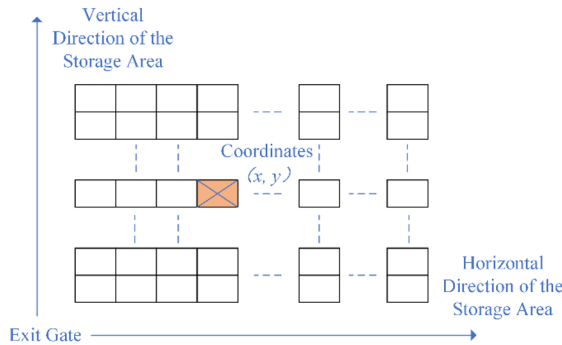 Vertical
Direction of the
Storage Area
Coordinates
(x, y)
Horizontal
Direction of the
Storage Area
Exit Gate